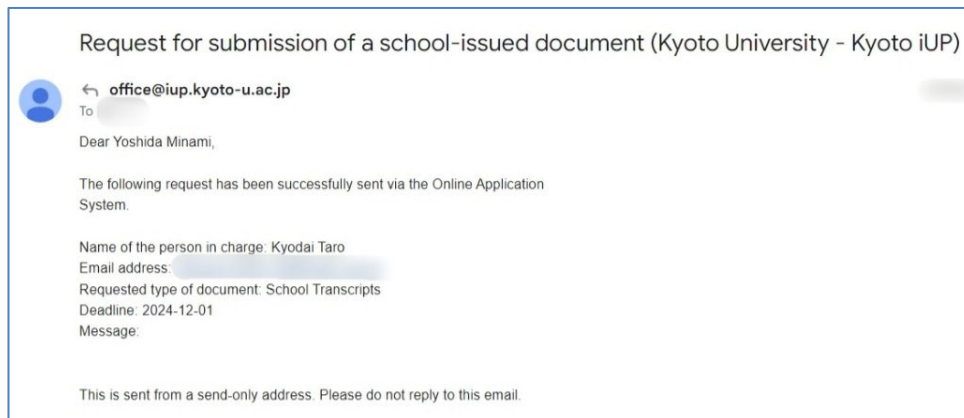 Request for submission of a school-issued document (Kyoto University - Kyoto iUP)
office@iup.kyoto-u.ac.jp
To
Dear Yoshida Minami,
The following request has been successfully sent via the Online Application
System.
Name of the person in charge: Kyodai Taro
Email address:
Requested type of document: School Transcripts
Deadline: 2024-12-01
Message:
This is sent from a send-only address. Please do not reply to this email.